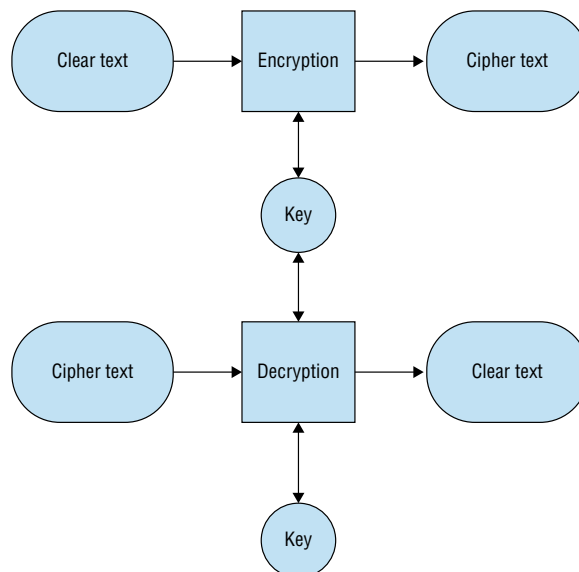 Clear text
Encryption
Cipher text
Key
Cipher text
Decryption
Clear text
Key